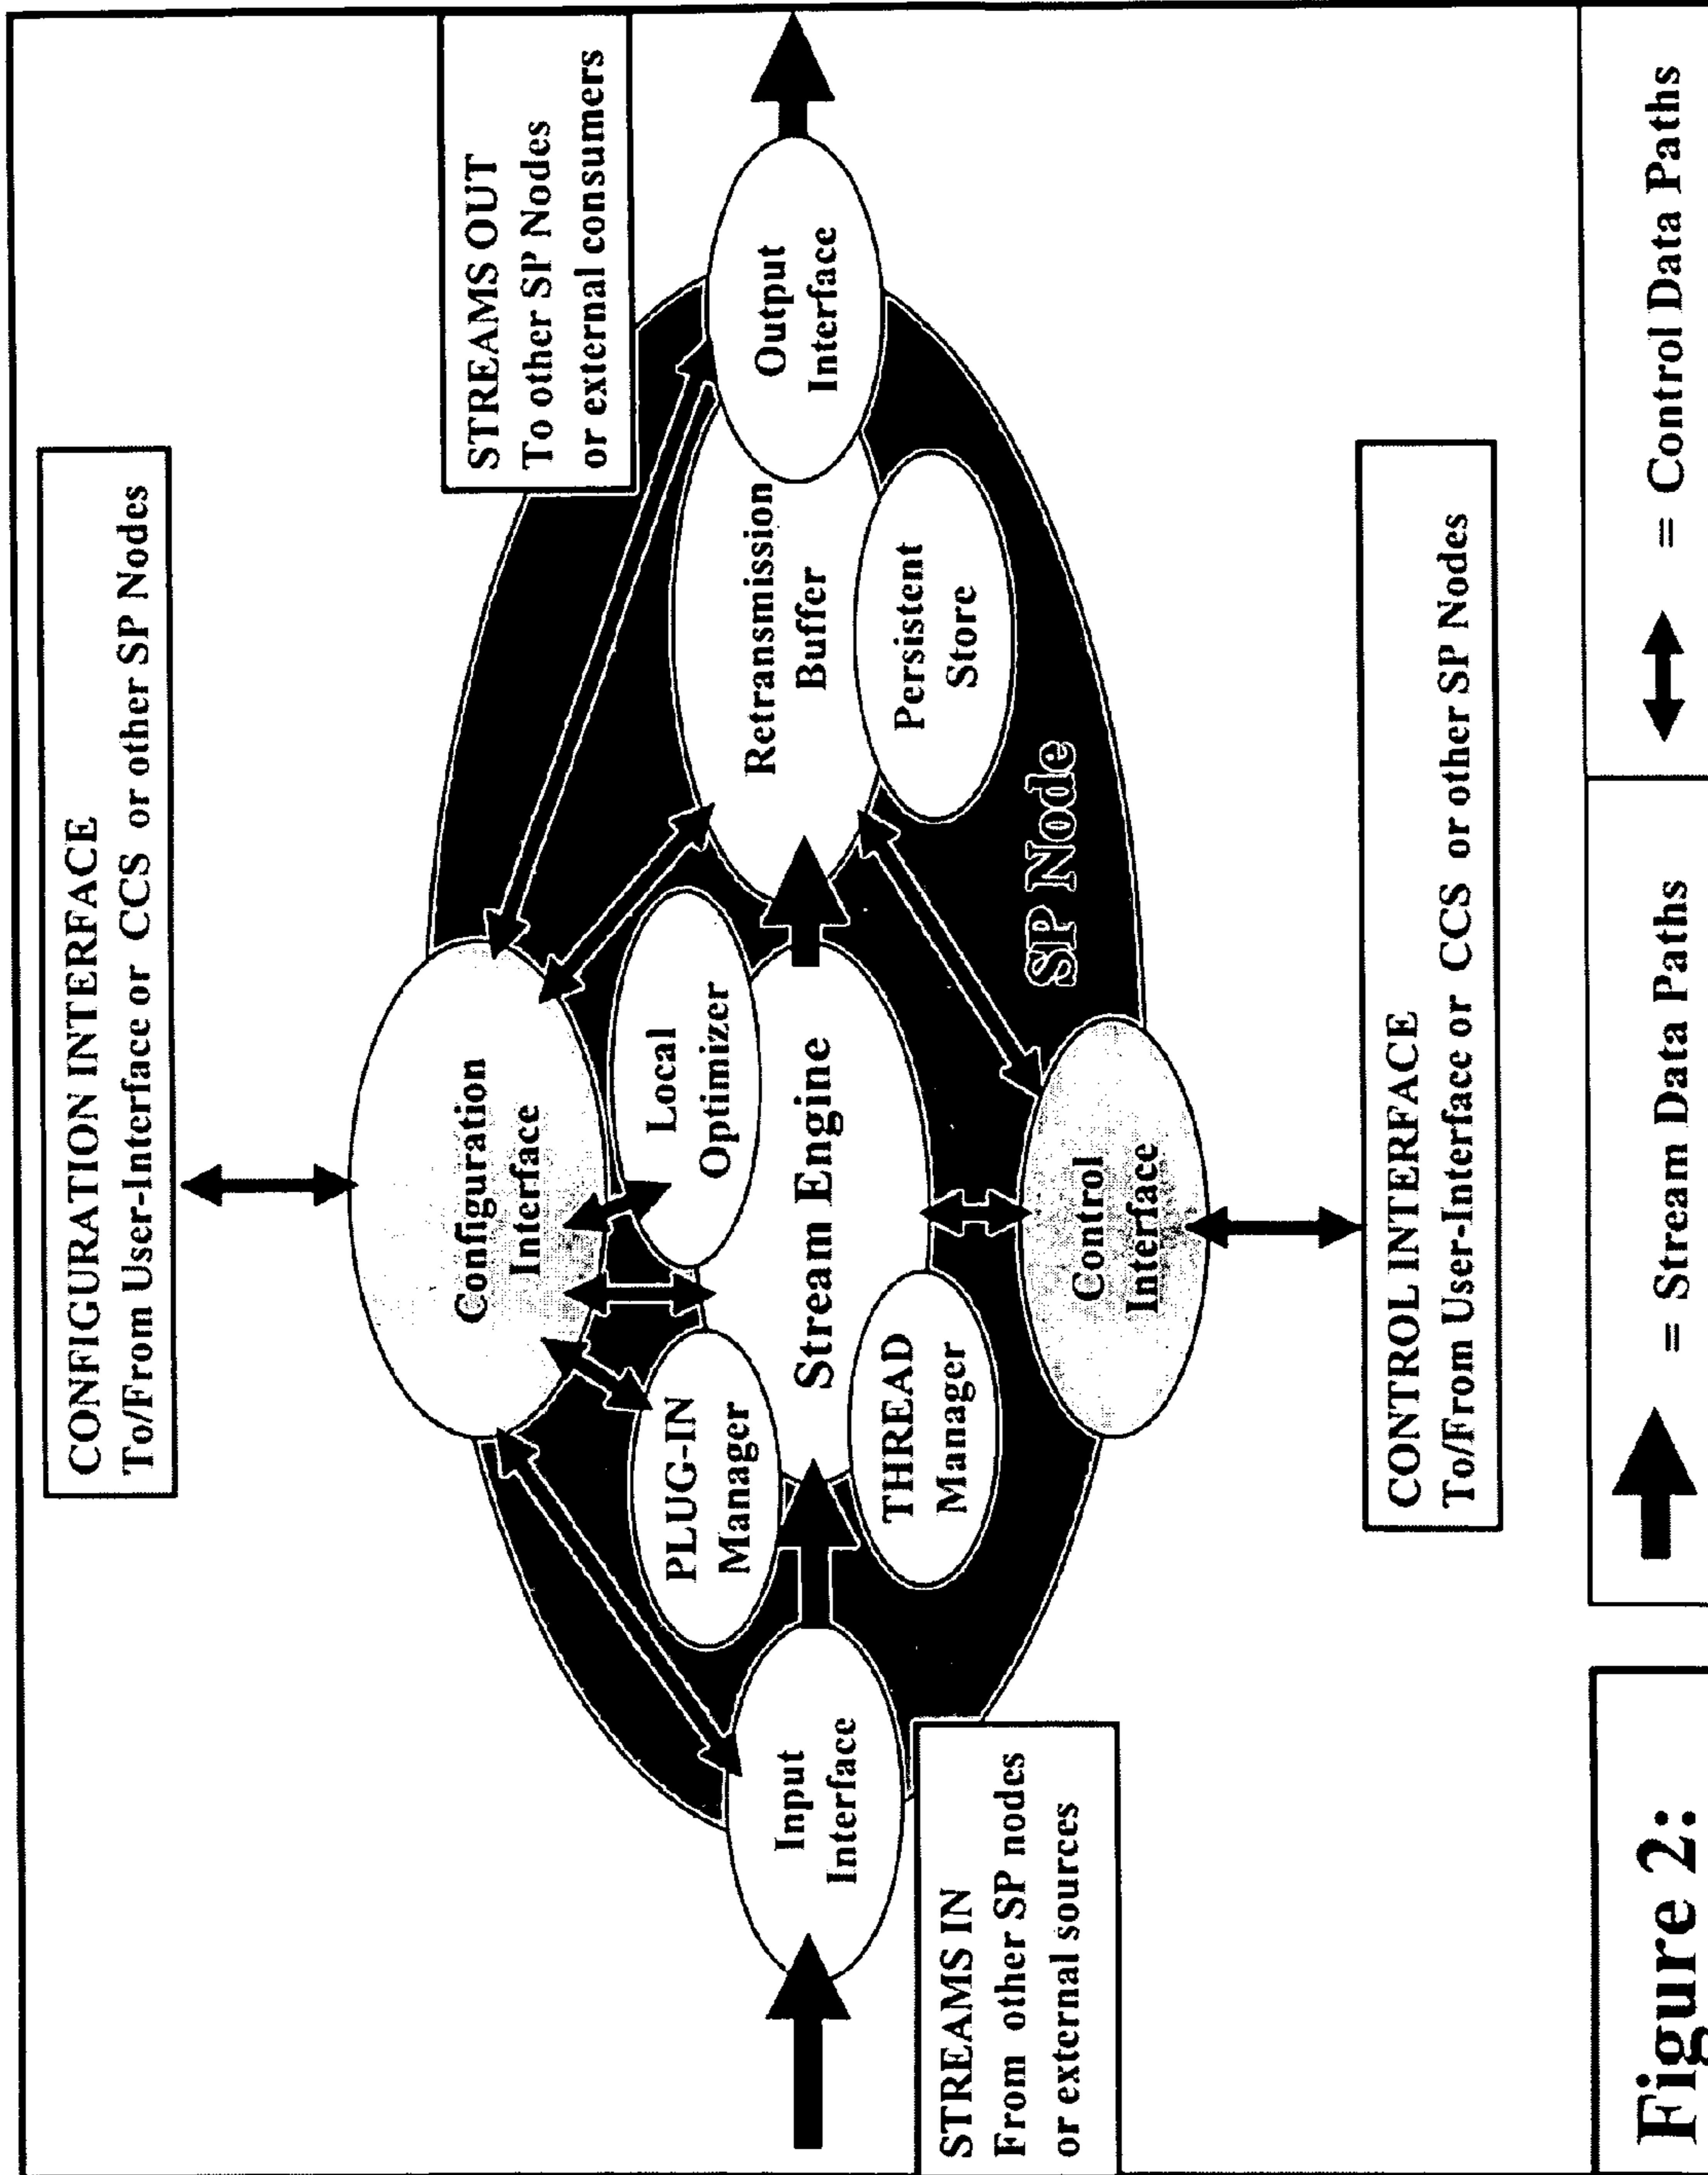 CONFIGURATION INTERFACE
To/From User-Interface or CCS or other SP Nodes
STREAMS OUT
To other SP Nodes
or external consumers
Configuration
Interface
Local
Optimizer
PLUG-IN
Manager
Stream Engine
THREAD
Manager
Input
Interface
Retransmission
Buffer
Persistent
Store
Output
Interface
SP Node
Control
Interface
STREAMS IN
From other SP nodes
or external sources
CONTROL INTERFACE
To/From User-Interface or CCS or other SP Nodes
Figure 2:
= Stream Data Paths
= Control Data Paths